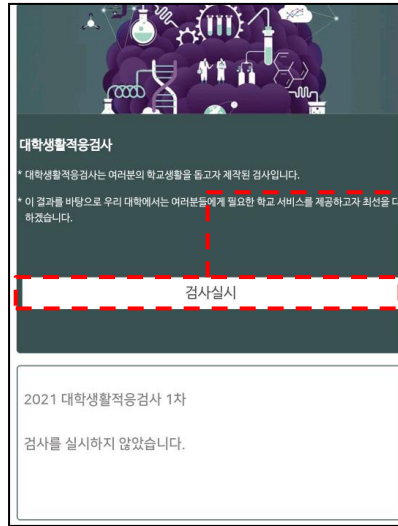 대학생활적응검사
* 대학생활적응검사는 여러분의 학교생활을 돕고자 제작된 검사입니다.
* 이 결과를 바탕으로 우리 대학에서는 여러분들에게 필요한 학교 서비스를 제공하고자 최선을 다
하겠습니다.
검사실시
2021 대학생활적응검사 1차
검사를 실시하지 않았습니다.